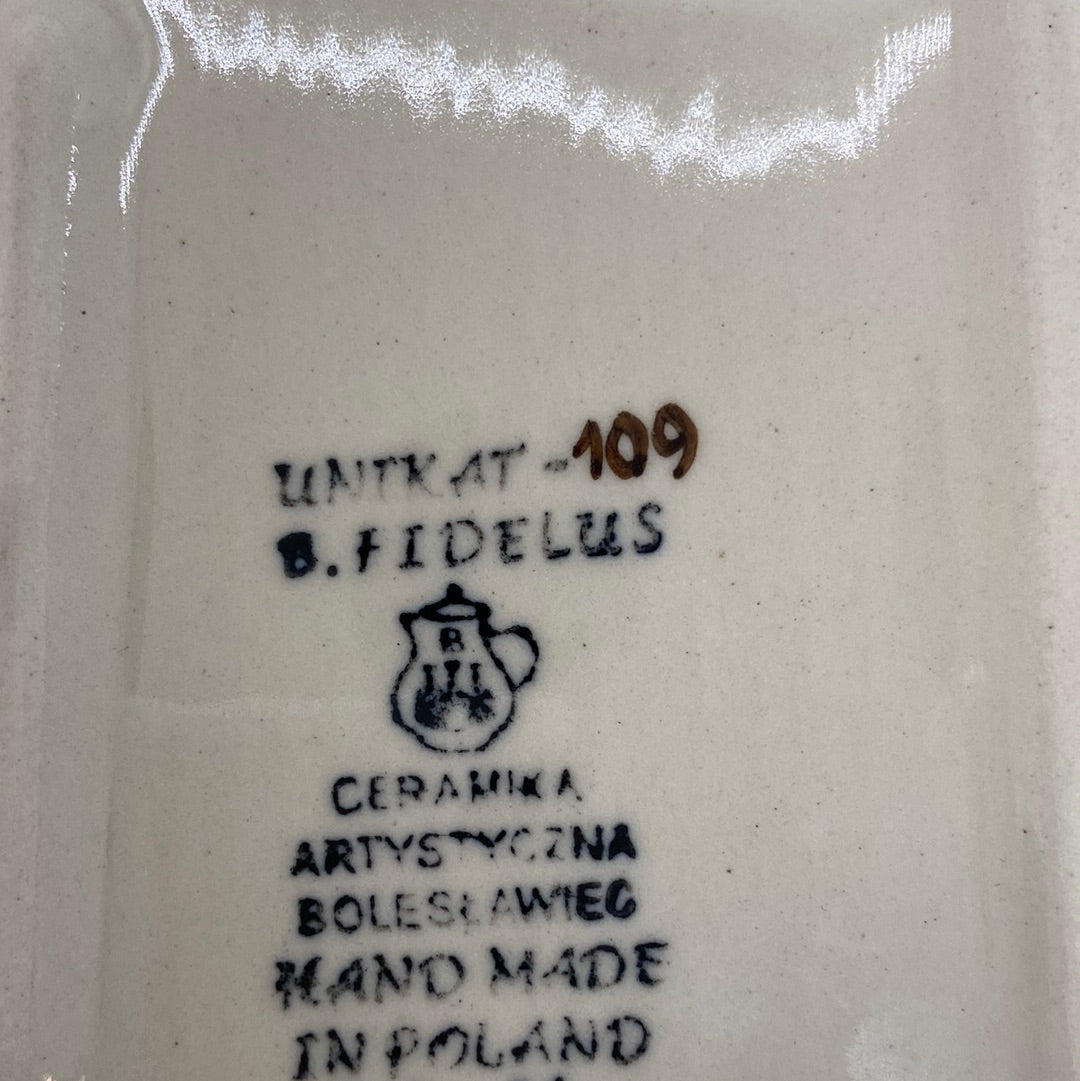 UNIKAT - 109
B. FIDELUS
B
CERAMIKA
ARTYSTYCZNA
BOLESŁAWIEC
HAND MADE
IN POLAND